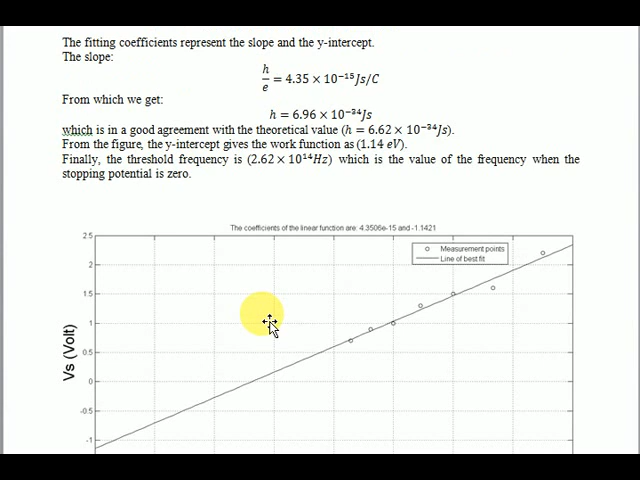 The fitting coefficients represent the slope and the y-intercept.
The slope:
h/e = 4.35 × 10⁻¹⁵ Js/C
From which we get:
h = 6.96 × 10⁻³⁴ Js
which is in a good agreement with the theoretical value (h = 6.62 × 10⁻³⁴ Js).
From the figure, the y-intercept gives the work function as (1.14 eV).
Finally, the threshold frequency is (2.62 × 10¹⁴ Hz) which is the value of the frequency when the
stopping potential is zero.
The coefficients of the linear function are: 4.3506e-15 and -1.1421
2.5
Measurement points
Line of best fit
2
1.5
1
0.5
0
-0.5
-1
Vs (Volt)